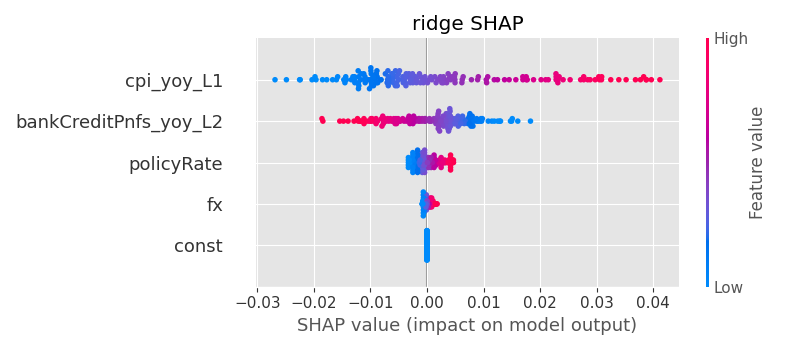 ridge SHAP
High
cpi_yoy_L1
bankCreditPnfs_yoy_L2
policyRate
fx
const
Feature value
Low
−0.03 −0.02 −0.01 0.00 0.01 0.02 0.03 0.04
SHAP value (impact on model output)